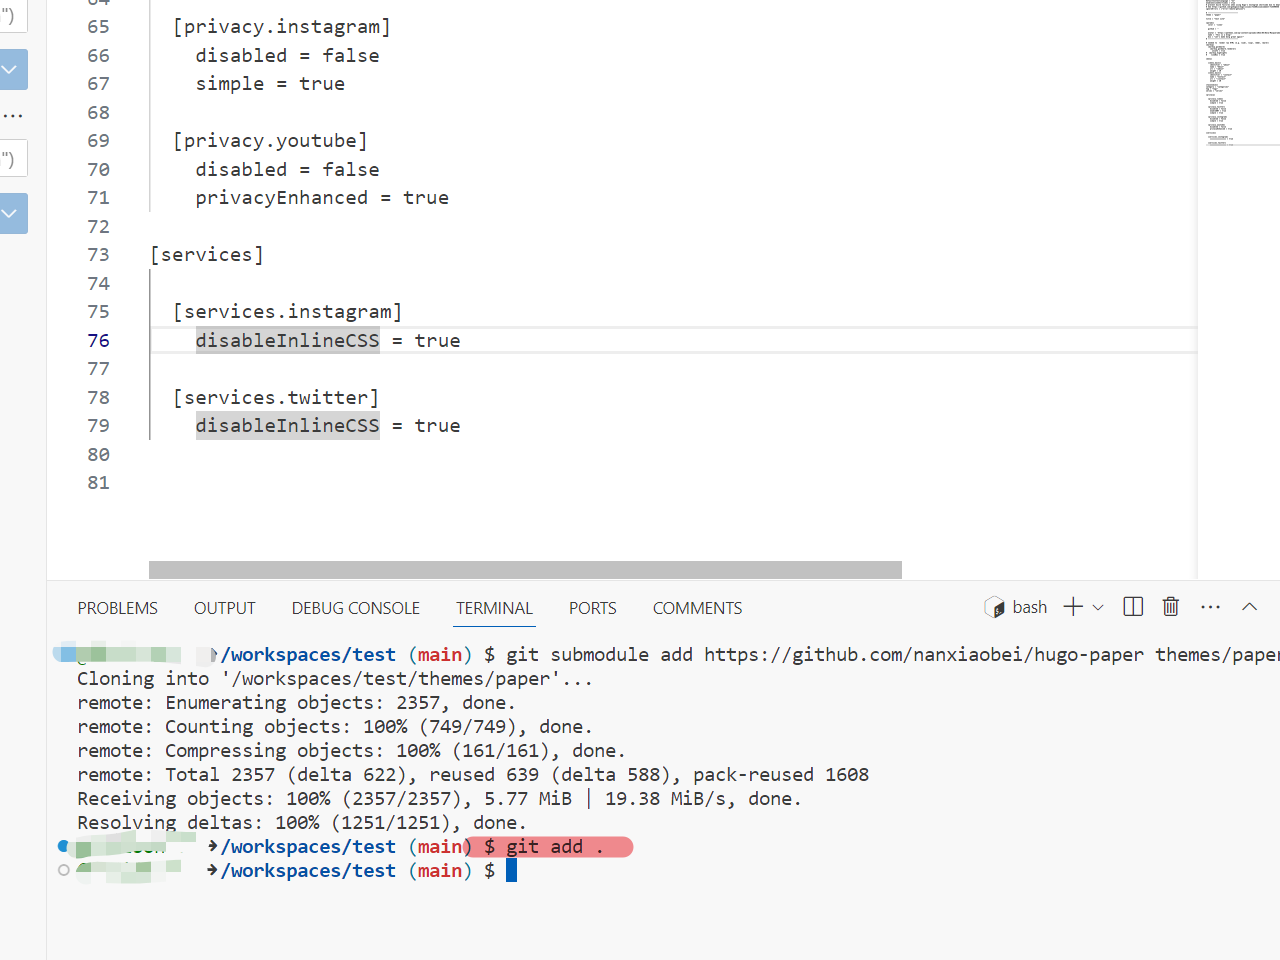 ")
64
65 [privacy.instagram]
66 disabled = false
67 simple = true
68
69 [privacy.youtube]
70 disabled = false
71 privacyEnhanced = true
72
73 [services]
74
75 [services.instagram]
76 disableInlineCSS = true
77
78 [services.twitter]
79 disableInlineCSS = true
80
81
...
")
PROBLEMS OUTPUT DEBUG CONSOLE TERMINAL PORTS COMMENTS bash
/workspaces/test (main) $ git submodule add https://github.com/nanxiaobei/hugo-paper themes/paper
Cloning into '/workspaces/test/themes/paper'...
remote: Enumerating objects: 2357, done.
remote: Counting objects: 100% (749/749), done.
remote: Compressing objects: 100% (161/161), done.
remote: Total 2357 (delta 622), reused 639 (delta 588), pack-reused 1608
Receiving objects: 100% (2357/2357), 5.77 MiB | 19.38 MiB/s, done.
Resolving deltas: 100% (1251/1251), done.
➜/workspaces/test (main) $ git add .
➜/workspaces/test (main) $